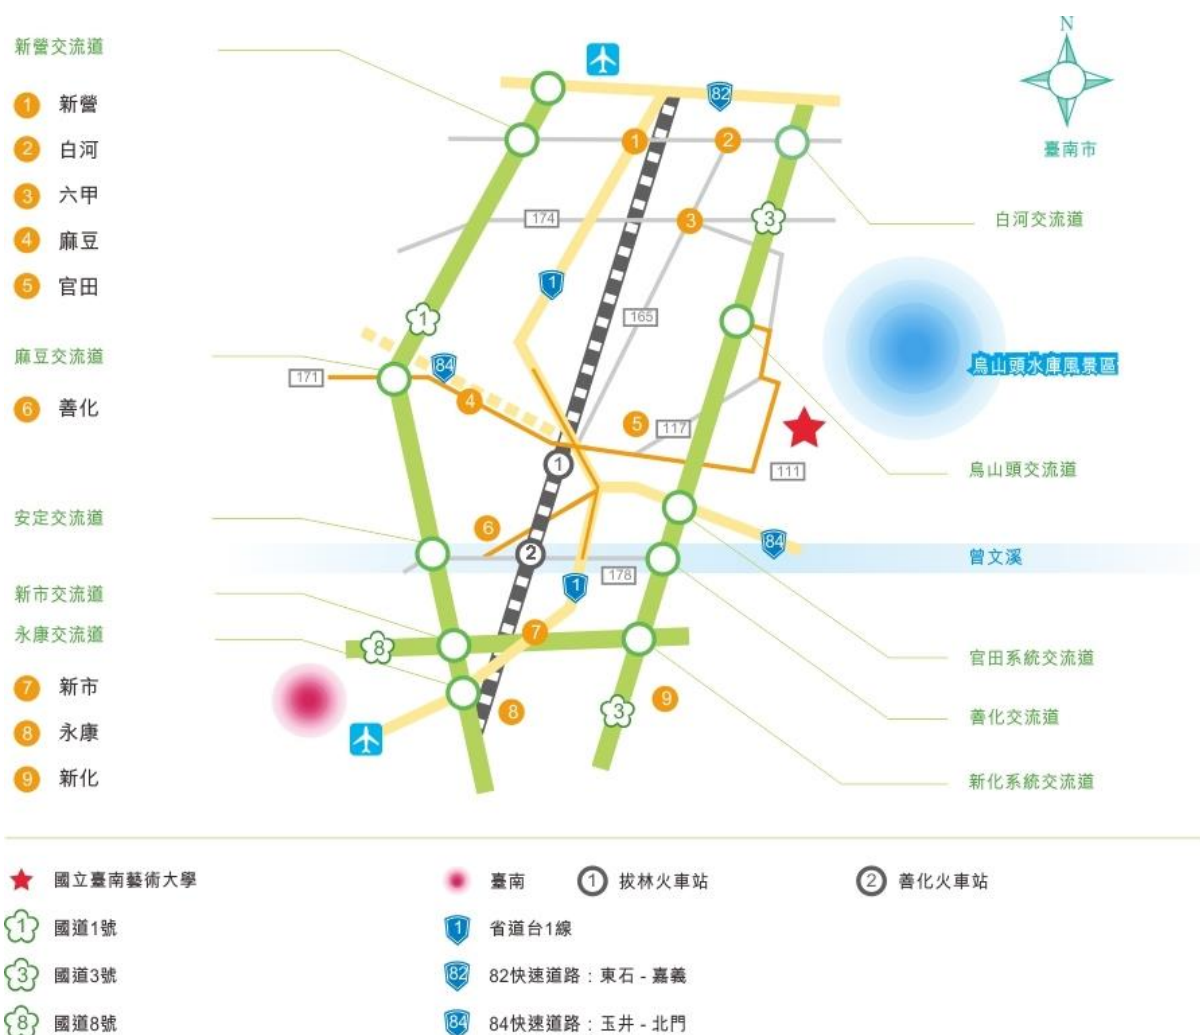 N
臺南市
新營交流道
1 新營
2 白河
3 六甲
4 麻豆
5 官田
麻豆交流道
6 善化
安定交流道
新市交流道
永康交流道
7 新市
8 永康
9 新化
82
1
2
174
3
3
白河交流道
1
1
165
84
烏山頭水庫風景區
171
4
5
117
1
111
烏山頭交流道
6
2
84
曾文溪
178
1
8
7
官田系統交流道
8
3
9
善化交流道
新化系統交流道
國立臺南藝術大學
臺南
1 拔林火車站
2 善化火車站
1 國道1號
1 省道台1線
3 國道3號
82 82快速道路：東石 - 嘉義
8 國道8號
84 84快速道路：玉井 - 北門